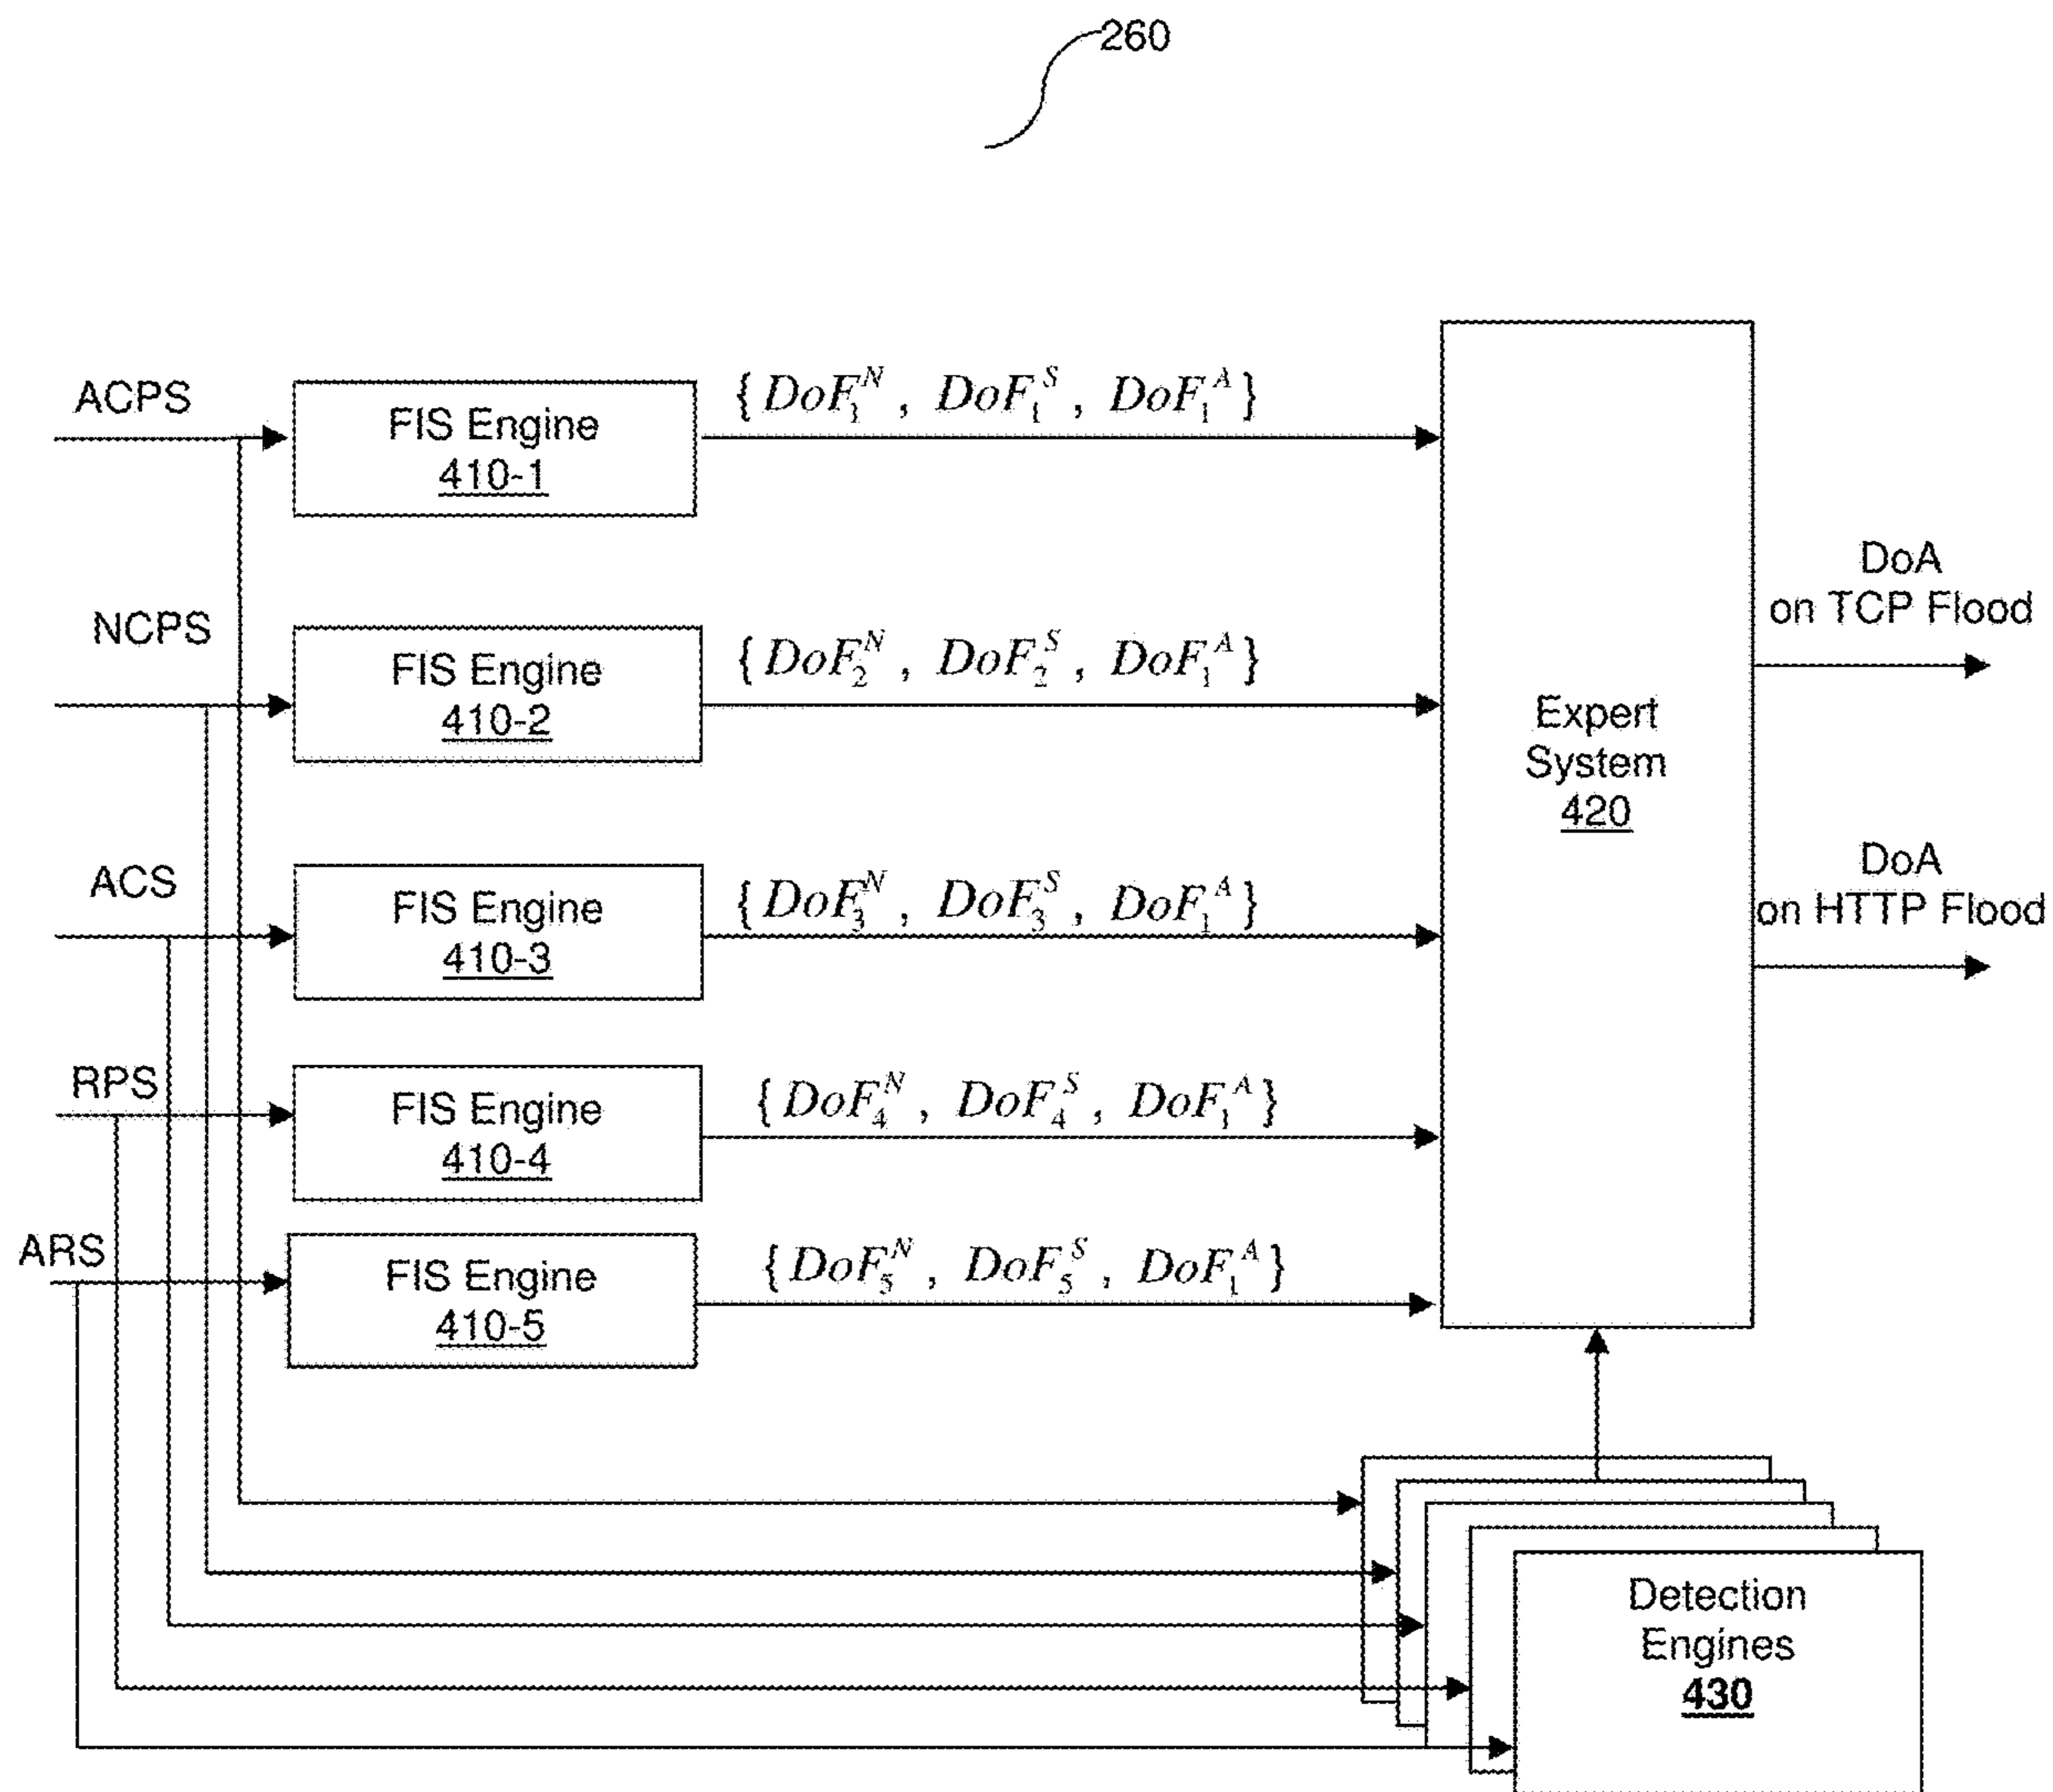 260
ACPS
FIS Engine
410-1
{ DoF₁ᴺ , DoF₁ˢ , DoF₁ᴬ }
NCPS
FIS Engine
410-2
{ DoF₂ᴺ , DoF₂ˢ , DoF₁ᴬ }
ACS
FIS Engine
410-3
{ DoF₃ᴺ , DoF₃ˢ , DoF₁ᴬ }
RPS
FIS Engine
410-4
{ DoF₄ᴺ , DoF₄ˢ , DoF₁ᴬ }
ARS
FIS Engine
410-5
{ DoF₅ᴺ , DoF₅ˢ , DoF₁ᴬ }
Expert
System
420
DoA
on TCP Flood
DoA
on HTTP Flood
Detection
Engines
430